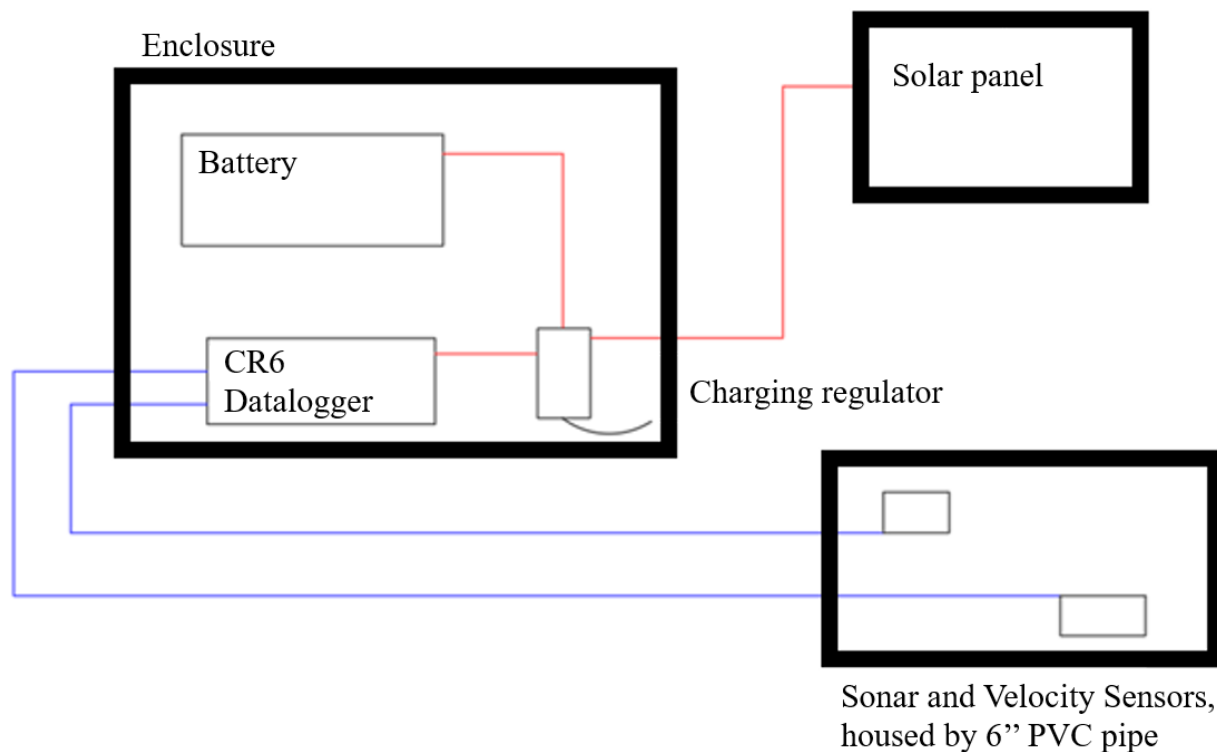 Enclosure
Solar panel
Battery
CR6
Datalogger
Charging regulator
Sonar and Velocity Sensors,
housed by 6’’ PVC pipe